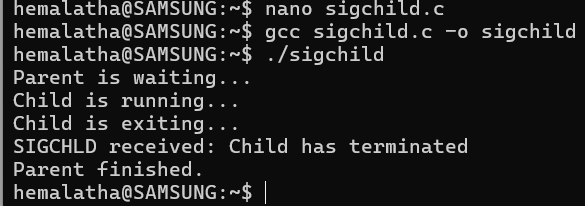 hemalatha@SAMSUNG:~$ nano sigchild.c
hemalatha@SAMSUNG:~$ gcc sigchild.c -o sigchild
hemalatha@SAMSUNG:~$ ./sigchild
Parent is waiting...
Child is running...
Child is exiting...
SIGCHLD received: Child has terminated
Parent finished.
hemalatha@SAMSUNG:~$